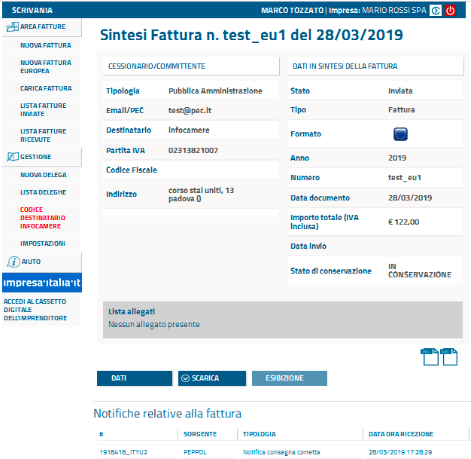 SCRIVANIA
MARCO TOZZATO | Impresa: MARIO ROSSI SPA
AREA FATTURE
NUOVA FATTURA
NUOVA FATTURA
EUROPEA
CARICA FATTURA
LISTA FATTURE
INVIATE
LISTA FATTURE
RICEVUTE
GESTIONE
NUOVA DELEGA
LISTA DELEGHE
CODICE
DESTINATARIO
INFOCAMERE
IMPOSTAZIONI
AIUTO
impresa.italia.it
ACCEDI AL CASSETTO
DIGITALE
DELL'IMPRENDITORE
Sintesi Fattura n. test_eu1 del 28/03/2019
CESSIONARIO/COMMITTENTE
Tipologia Pubblica Amministrazione
Email/PEC test@pec.it
Destinatario Infocamere
Partita IVA 02313821007
Codice Fiscale
Indirizzo corso stai uniti, 13
padova ()
DATI IN SINTESI DELLA FATTURA
Stato Inviata
Tipo Fattura
Formato
Anno 2019
Numero test_eu1
Data documento 28/03/2019
Importo totale (IVA
inclusa) € 122,00
Data invio
Stato di conservazione IN
CONSERVAZIONE
Lista allegati
Nessun allegato presente
DATI
SCARICA
ESIBIZIONE
Notifiche relative alla fattura
# SORGENTE TIPOLOGIA DATA ORA RICEZIONE
1916416_ITYU2 PEPPOL Notifica consegna corretta 28/03/2019 17:28:29